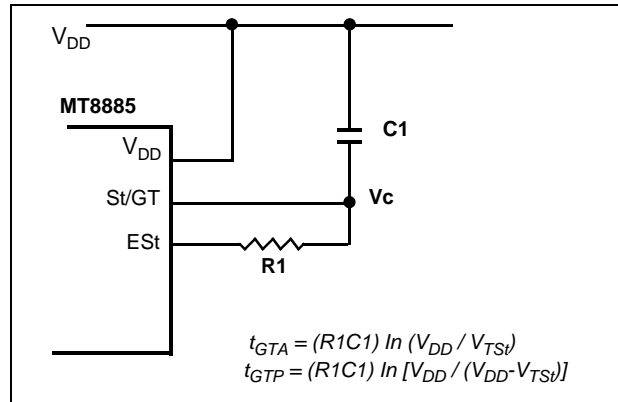 VDD
MT8885
C1
VDD
St/GT
Vc
ESt
R1
tGTA = (R1C1) In (VDD / VTSt)
tGTP = (R1C1) In [VDD / (VDD-VTSt)]